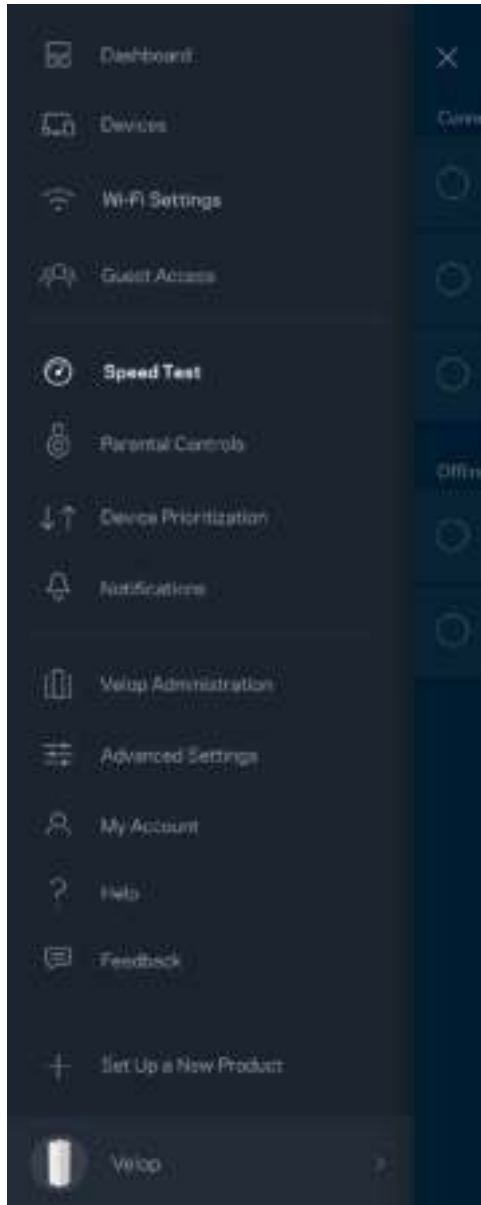 Dashboard
Devices
Wi-Fi Settings
Guest Access
Speed Test
Parental Controls
Device Prioritization
Notifications
Velop Administration
Advanced Settings
My Account
Help
Feedback
Set Up a New Product
Velop